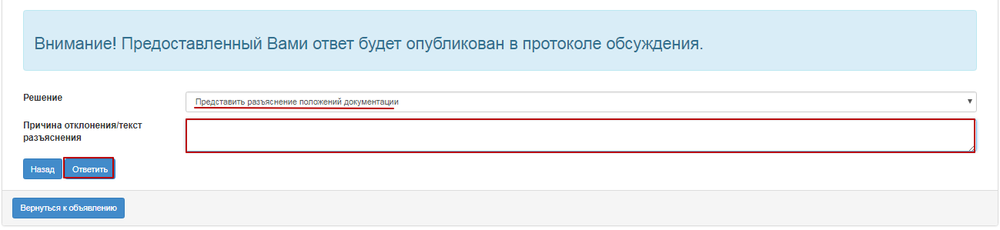 Внимание! Предоставленный Вами ответ будет опубликован в протоколе обсуждения.
Решение
Представить разъяснение положений документации
Причина отклонения/текст
разъяснения
Назад
Ответить
Вернуться к объявлению